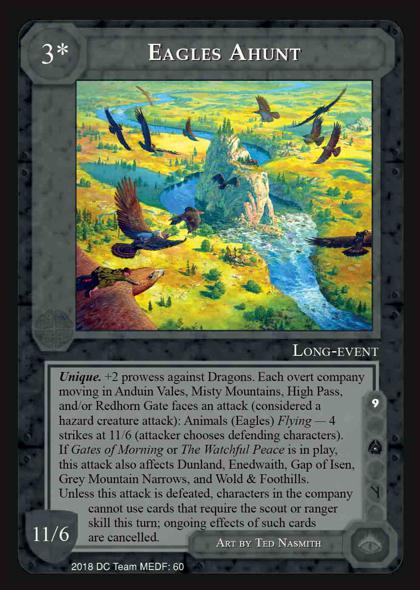 3*
EAGLES AHUNT
LONG-EVENT
Unique. +2 prowess against Dragons. Each overt company
moving in Anduin Vales, Misty Mountains, High Pass,
and/or Redhorn Gate faces an attack (considered a
hazard creature attack): Animals (Eagles) Flying — 4
strikes at 11/6 (attacker chooses defending characters).
If Gates of Morning or The Watchful Peace is in play,
this attack also affects Dunland, Enedwaith, Gap of Isen,
Grey Mountain Narrows, and Wold & Foothills.
Unless this attack is defeated, characters in the company
cannot use cards that require the scout or ranger
skill this turn; ongoing effects of such cards
are cancelled.
9
11/6
ART BY TED NASMITH
2018 DC Team MEDF: 60